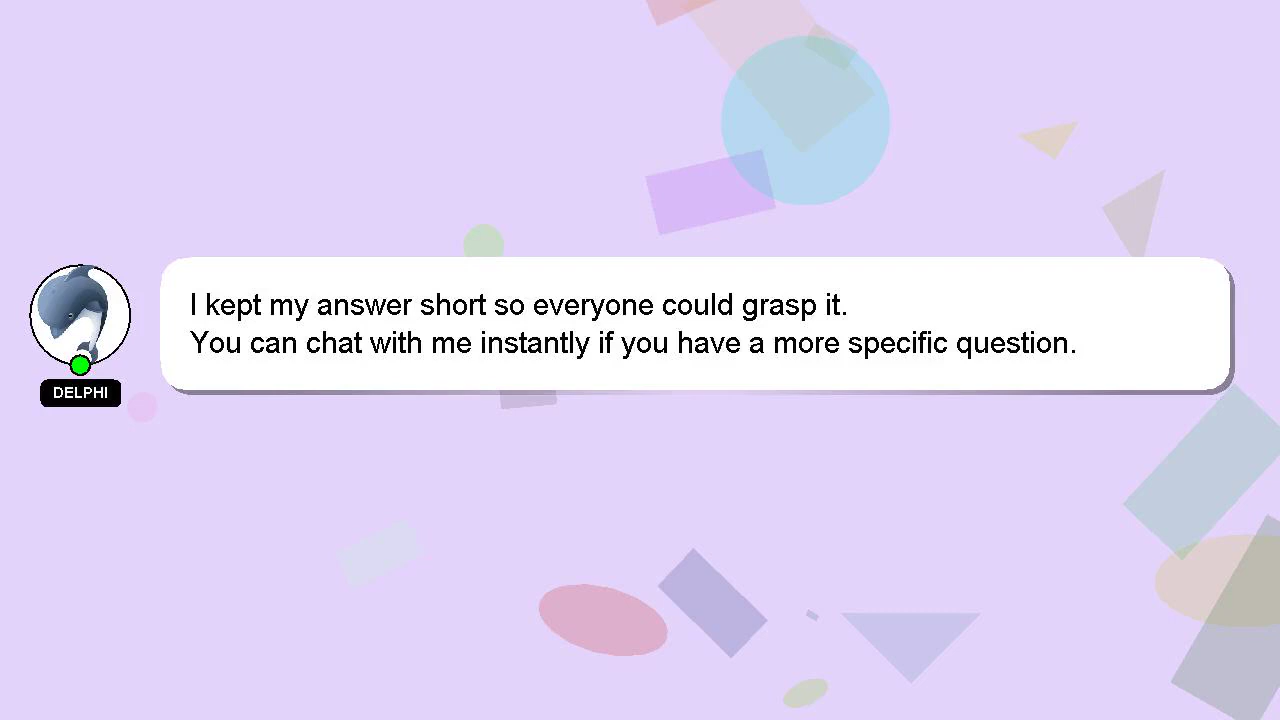 I kept my answer short so everyone could grasp it.
You can chat with me instantly if you have a more specific question.
DELPHI